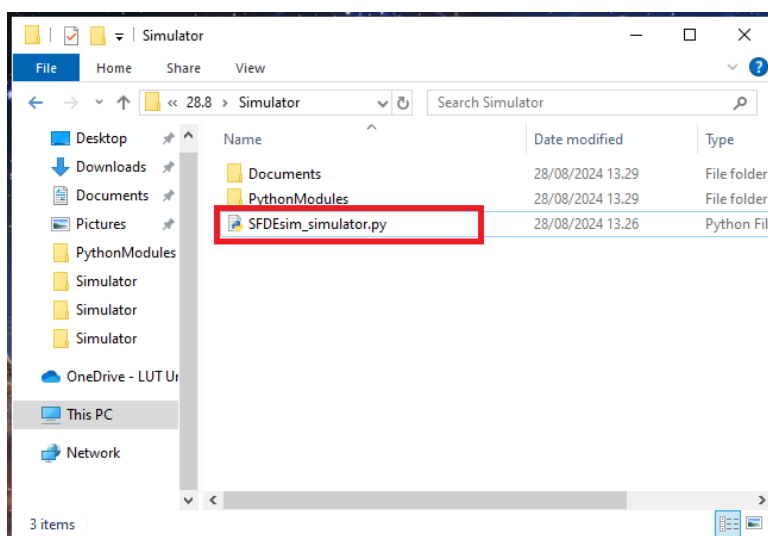 Simulator
File Home Share View
« 28.8 > Simulator Search Simulator
Name Date modified Type
Desktop
Downloads
Documents
Pictures
PythonModules
Simulator
Simulator
Simulator
OneDrive - LUT Ur
This PC
Network
Documents 28/08/2024 13.29 File folder
PythonModules 28/08/2024 13.29 File folder
SFDEsim_simulator.py 28/08/2024 13.26 Python Fil
3 items